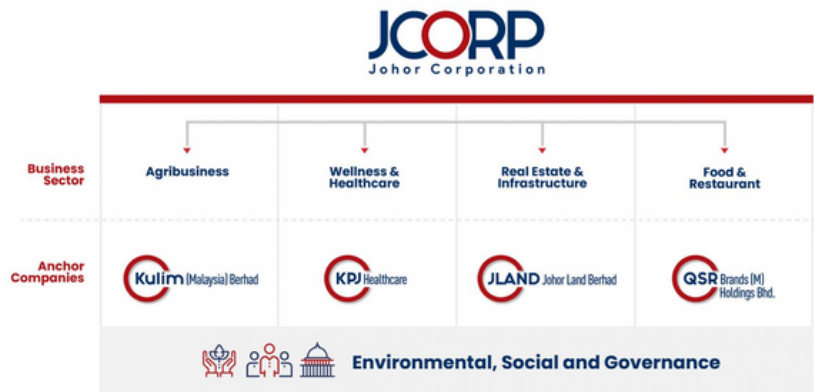 JCORP
Johor Corporation
Business
Sector
Agribusiness
Wellness &
Healthcare
Real Estate &
Infrastructure
Food &
Restaurant
Anchor
Companies
Kulim (Malaysia) Berhad
KPJ Healthcare
JLAND Johor Land Berhad
QSR Brands (M)
Holdings Bhd.
Environmental, Social and Governance